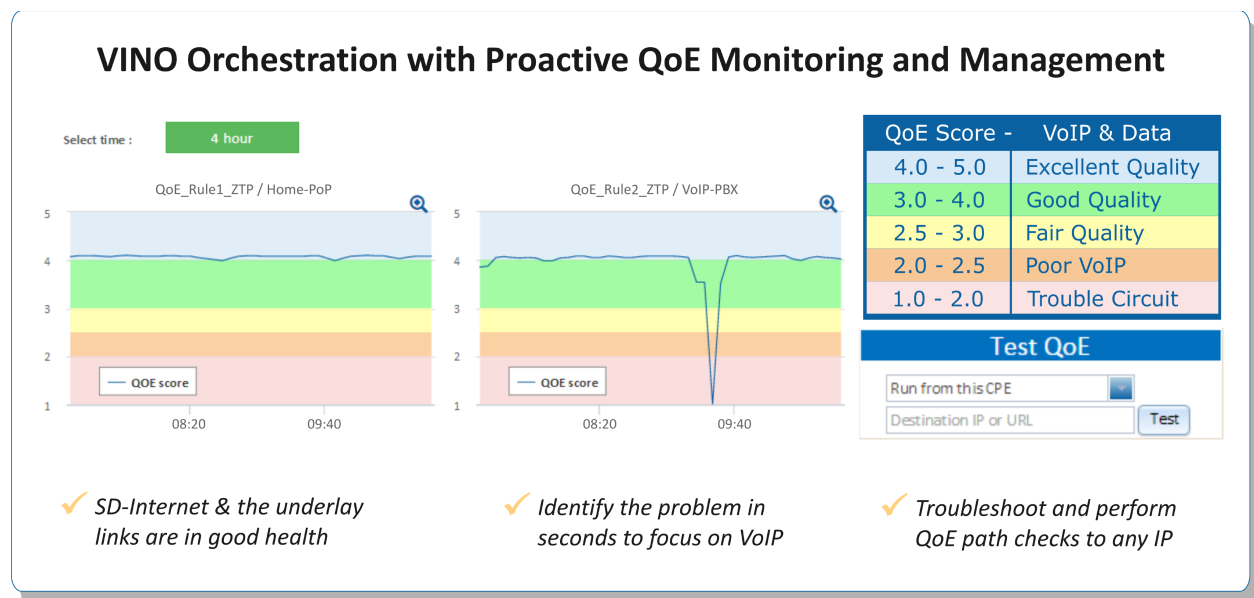 VINO Orchestration with Proactive QoE Monitoring and Management
Select time :
4 hour
QoE_Rule1_ZTP / Home-PoP
5
4
3
2
1
QOE score
08:20
09:40
QoE_Rule2_ZTP / VoIP-PBX
5
4
3
2
1
QOE score
08:20
09:40
QoE Score - VoIP & Data
4.0 - 5.0 Excellent Quality
3.0 - 4.0 Good Quality
2.5 - 3.0 Fair Quality
2.0 - 2.5 Poor VoIP
1.0 - 2.0 Trouble Circuit
Test QoE
Run from this CPE
Destination IP or URL
Test
SD-Internet & the underlay
links are in good health
Identify the problem in
seconds to focus on VoIP
Troubleshoot and perform
QoE path checks to any IP